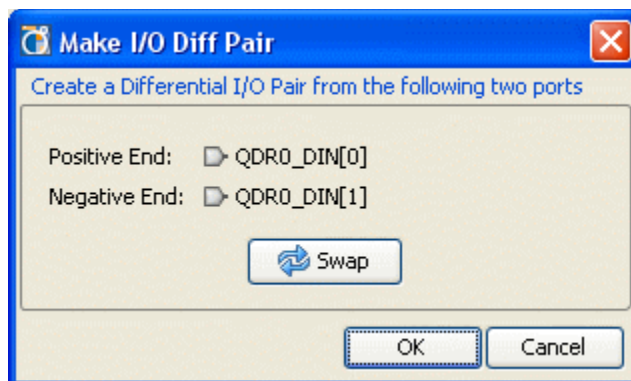 Make I/O Diff Pair
Create a Differential I/O Pair from the following two ports
Positive End: QDR0_DIN[0]
Negative End: QDR0_DIN[1]
Swap
OK Cancel